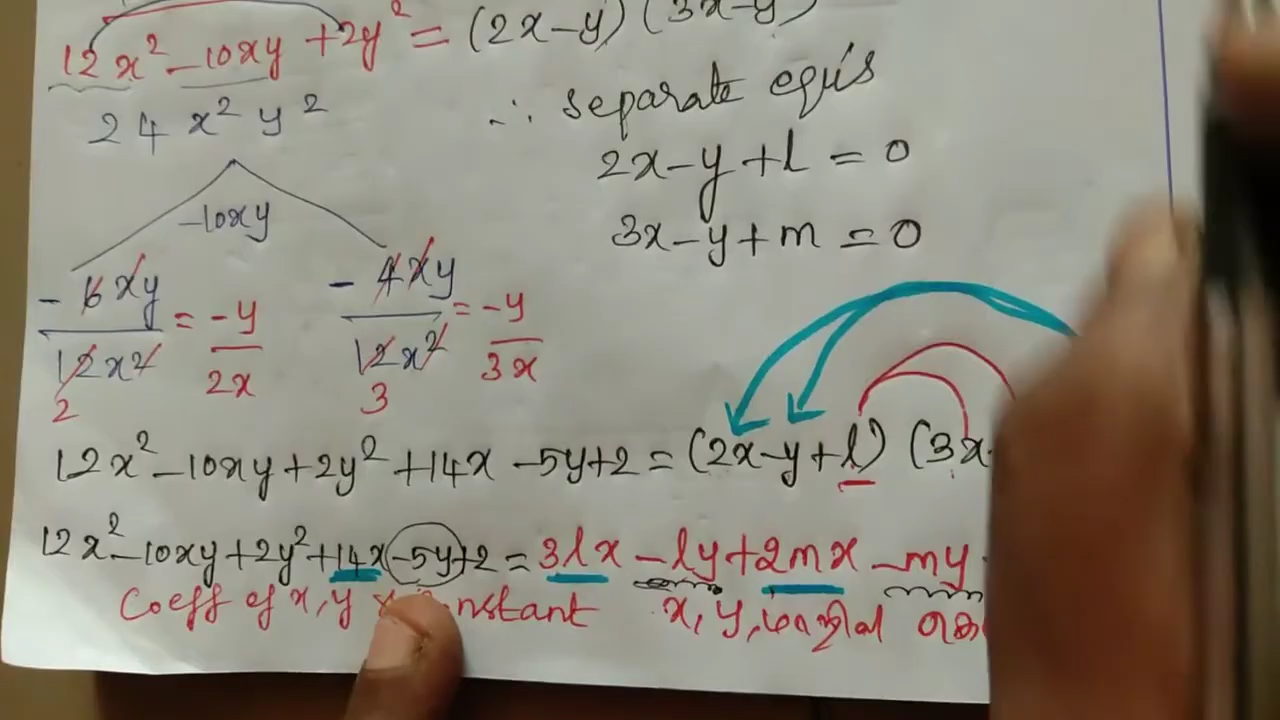 12x² - 10xy + 2y² = (2x-y) (3x-y)
24 x² y²
∴ separate eqn's
2x-y+l = 0
-10xy
3x-y+m = 0
-6xy/12x² = -y/2x
-4xy/12x² = -y/3x
2
3
12x² - 10xy + 2y² + 14x - 5y + 2 = (2x-y+l) (3x-
12x² - 10xy + 2y² + 14x - 5y + 2 = 3lx - ly + 2mx - my
Coeff of x, y x, y,